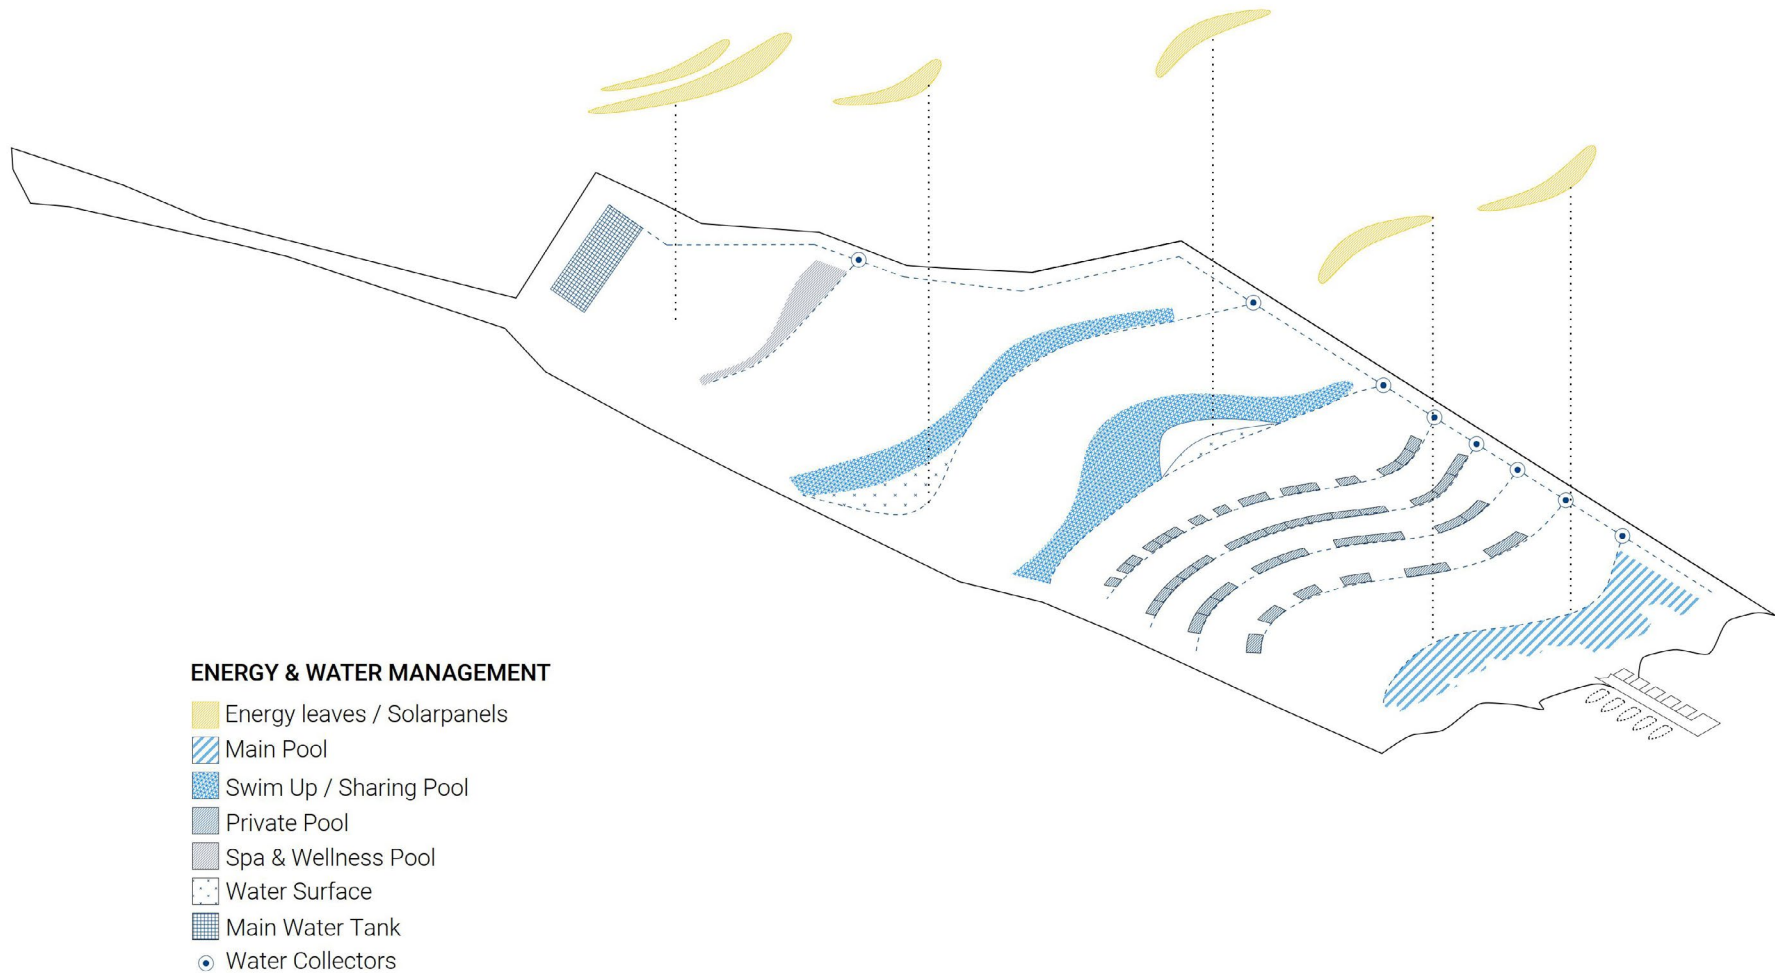 ENERGY & WATER MANAGEMENT
Energy leaves / Solarpanels
Main Pool
Swim Up / Sharing Pool
Private Pool
Spa & Wellness Pool
Water Surface
Main Water Tank
Water Collectors